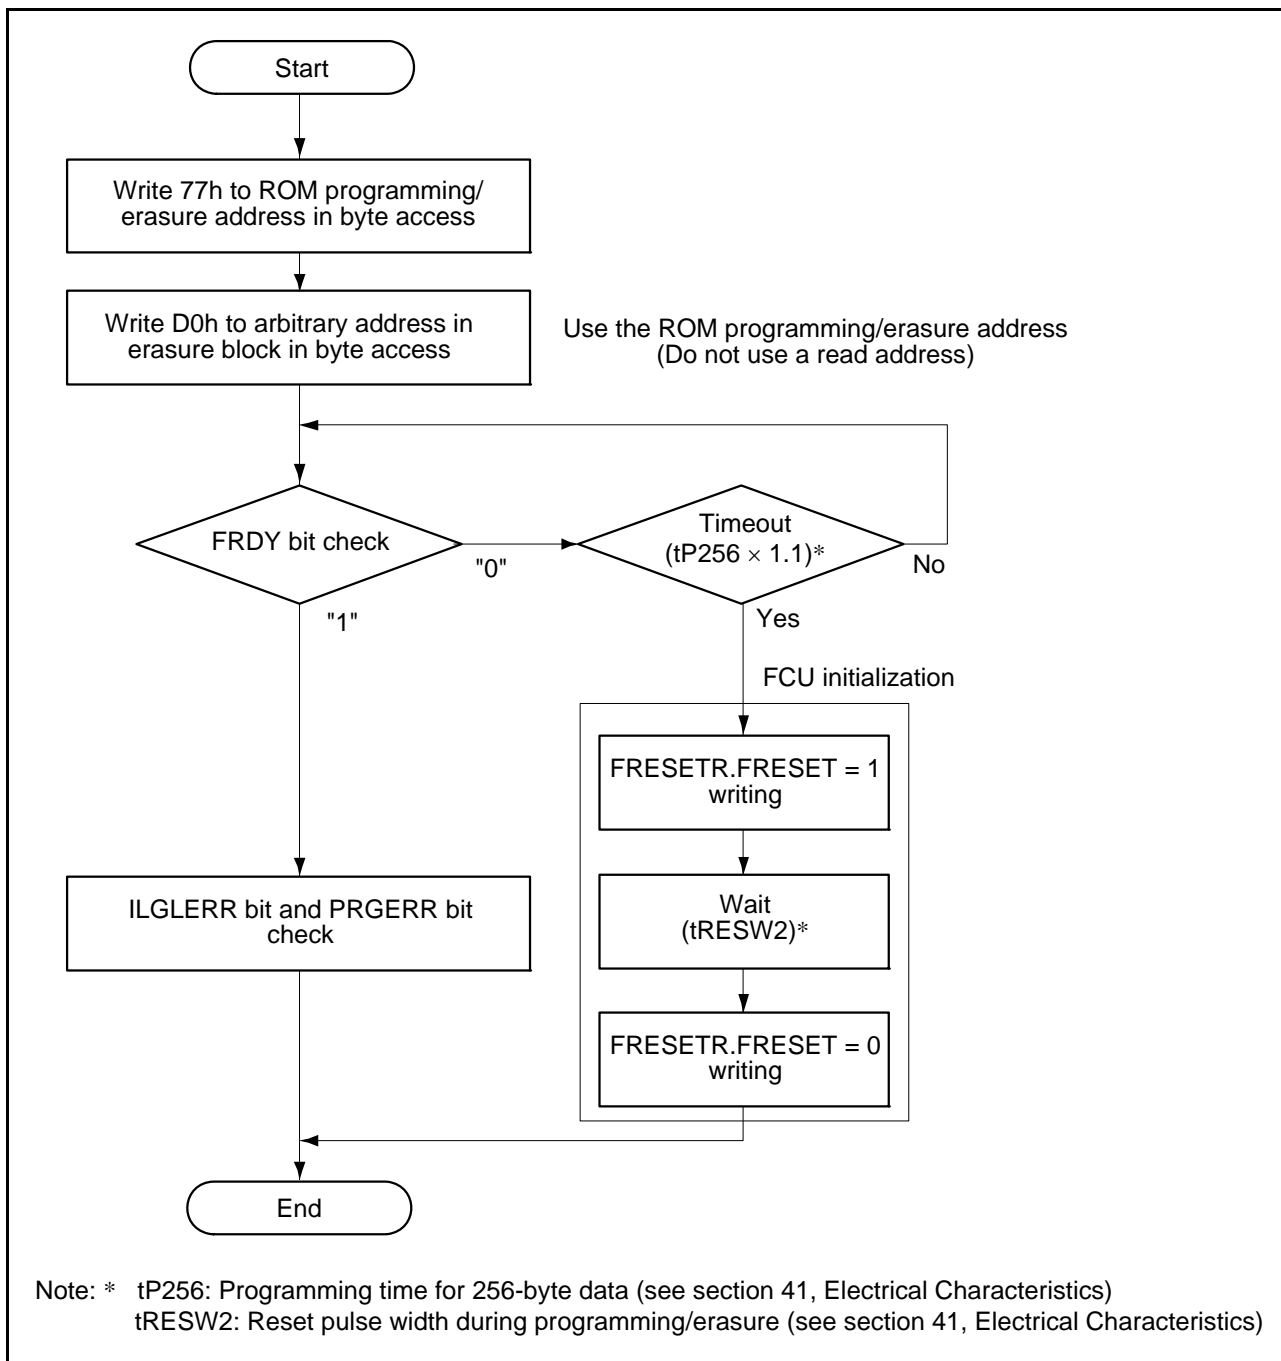 Start
Write 77h to ROM programming/
erasure address in byte access
Write D0h to arbitrary address in
erasure block in byte access
Use the ROM programming/erasure address
(Do not use a read address)
FRDY bit check
"0"
"1"
Timeout
(tP256 × 1.1)*
No
Yes
FCU initialization
FRESETR.FRESET = 1
writing
Wait
(tRESW2)*
FRESETR.FRESET = 0
writing
ILGLERR bit and PRGERR bit
check
End
Note: * tP256: Programming time for 256-byte data (see section 41, Electrical Characteristics)
tRESW2: Reset pulse width during programming/erasure (see section 41, Electrical Characteristics)